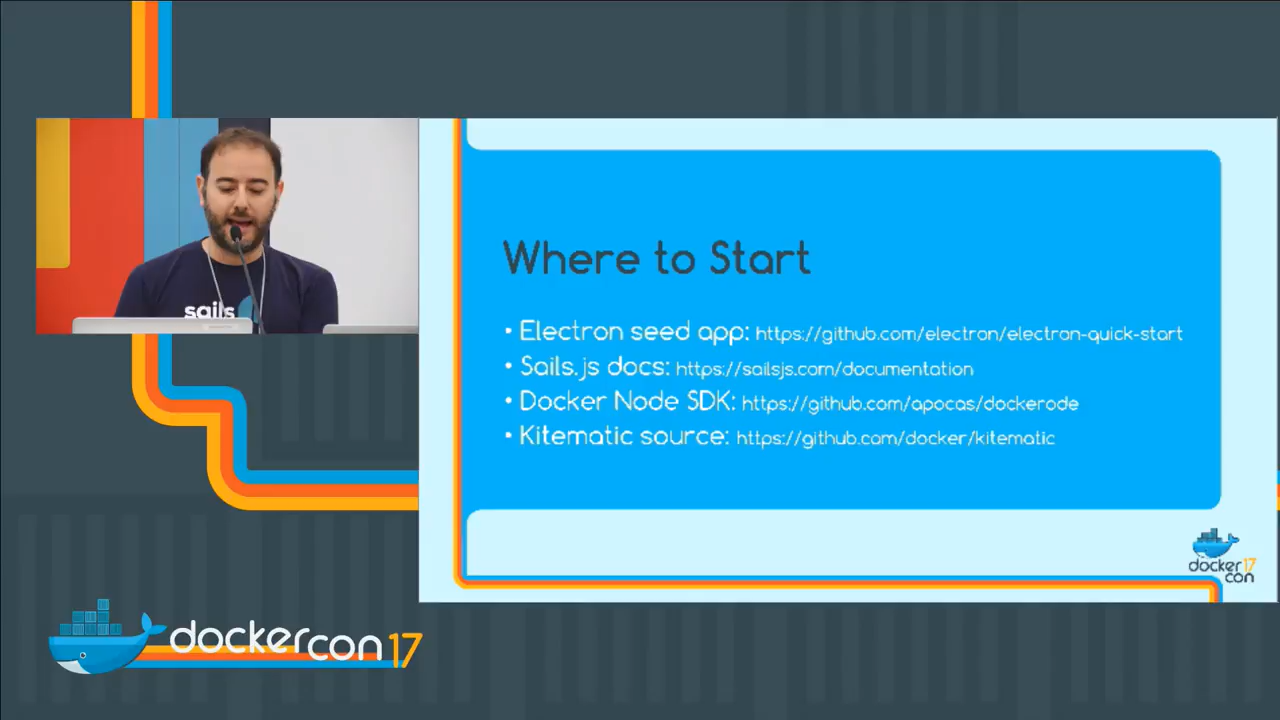 sails
Where to Start
• Electron seed app: https://github.com/electron/electron-quick-start
• Sails.js docs: https://sailsjs.com/documentation
• Docker Node SDK: https://github.com/apocas/dockerode
• Kitematic source: https://github.com/docker/kitematic
docker 17
con
dockercon 17